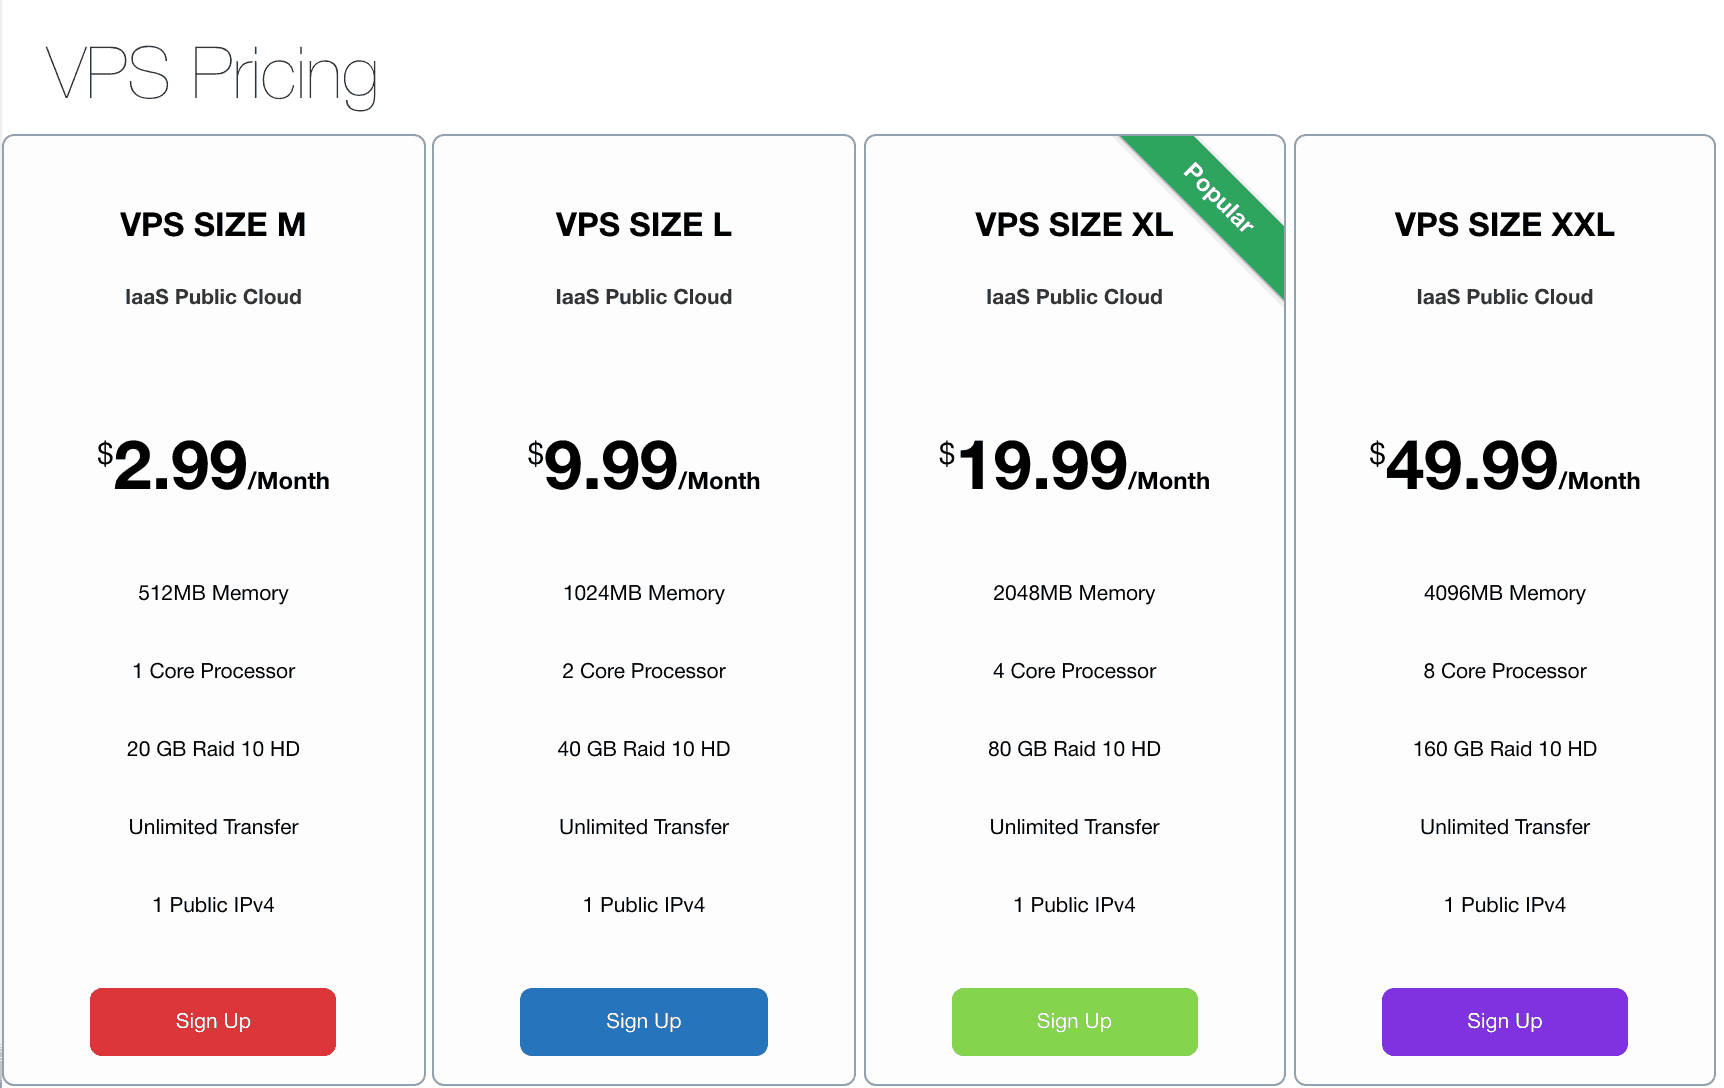 VPS Pricing
VPS SIZE M
IaaS Public Cloud
$2.99/Month
512MB Memory
1 Core Processor
20 GB Raid 10 HD
Unlimited Transfer
1 Public IPv4
Sign Up
VPS SIZE L
IaaS Public Cloud
$9.99/Month
1024MB Memory
2 Core Processor
40 GB Raid 10 HD
Unlimited Transfer
1 Public IPv4
Sign Up
Popular
VPS SIZE XL
IaaS Public Cloud
$19.99/Month
2048MB Memory
4 Core Processor
80 GB Raid 10 HD
Unlimited Transfer
1 Public IPv4
Sign Up
VPS SIZE XXL
IaaS Public Cloud
$49.99/Month
4096MB Memory
8 Core Processor
160 GB Raid 10 HD
Unlimited Transfer
1 Public IPv4
Sign Up